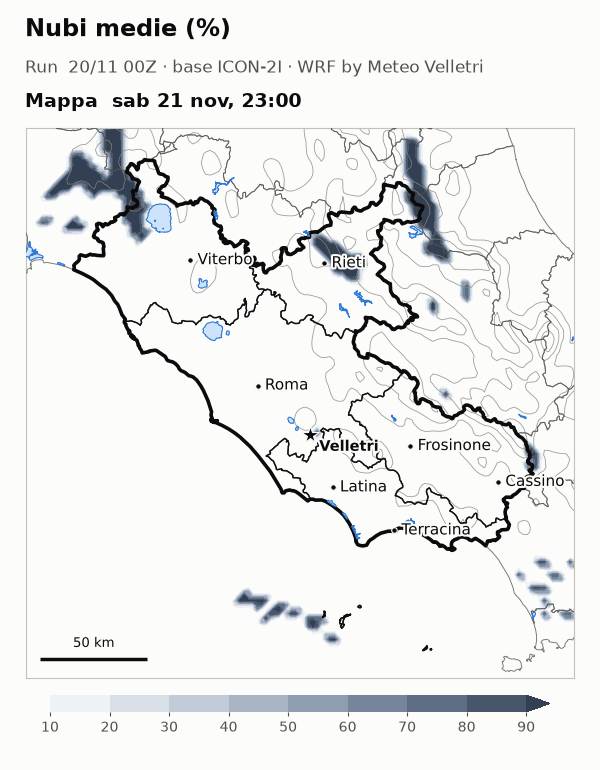 Nubi medie (%)
Run  20/11 00Z · base ICON-2I · WRF by Meteo Velletri
Mappa  sab 21 nov, 23:00
Viterbo
Rieti
Roma
Velletri
Frosinone
Latina
Cassino
Terracina
50 km
10 20 30 40 50 60 70 80 90